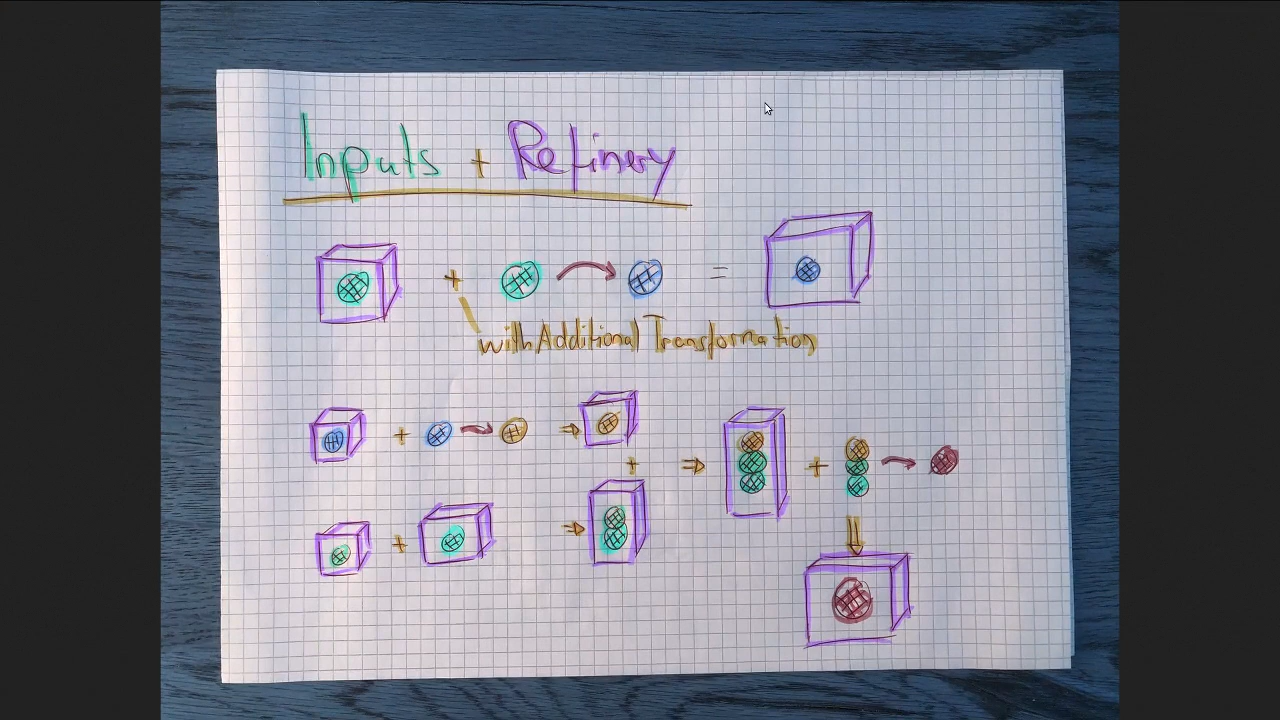 Inputs + Refinery
+ =
with Additional Transformation
+ ⇒
+ ⇒ +
+ ⇒